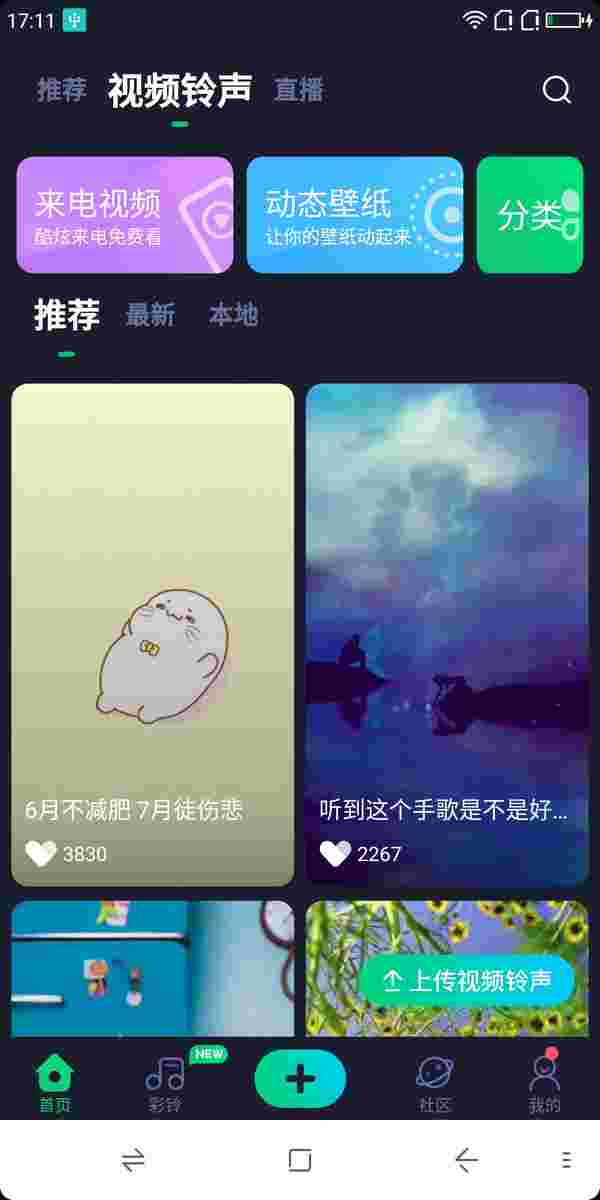 17:11
推荐 视频铃声 直播
来电视频
酷炫来电免费看
动态壁纸
让你的壁纸动起来
分类
推荐 最新 本地
6月不减肥 7月徒伤悲
3830
听到这个手歌是不是好...
2267
上传视频铃声
首页
彩铃
NEW
社区
我的